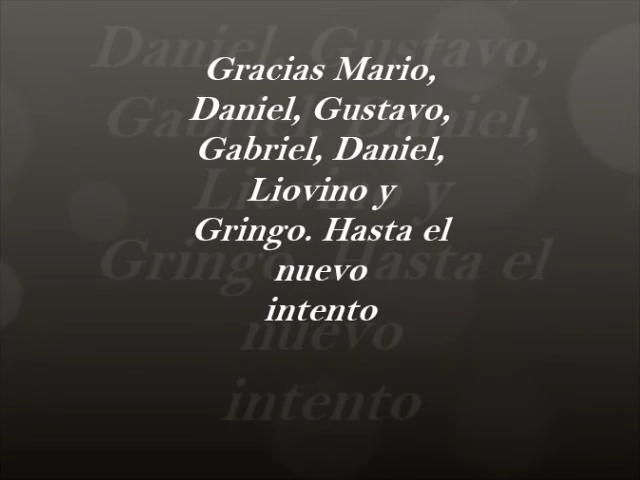 Gracias Mario,
Daniel, Gustavo,
Gabriel, Daniel,
Liovino y
Gringo. Hasta el
nuevo
intento